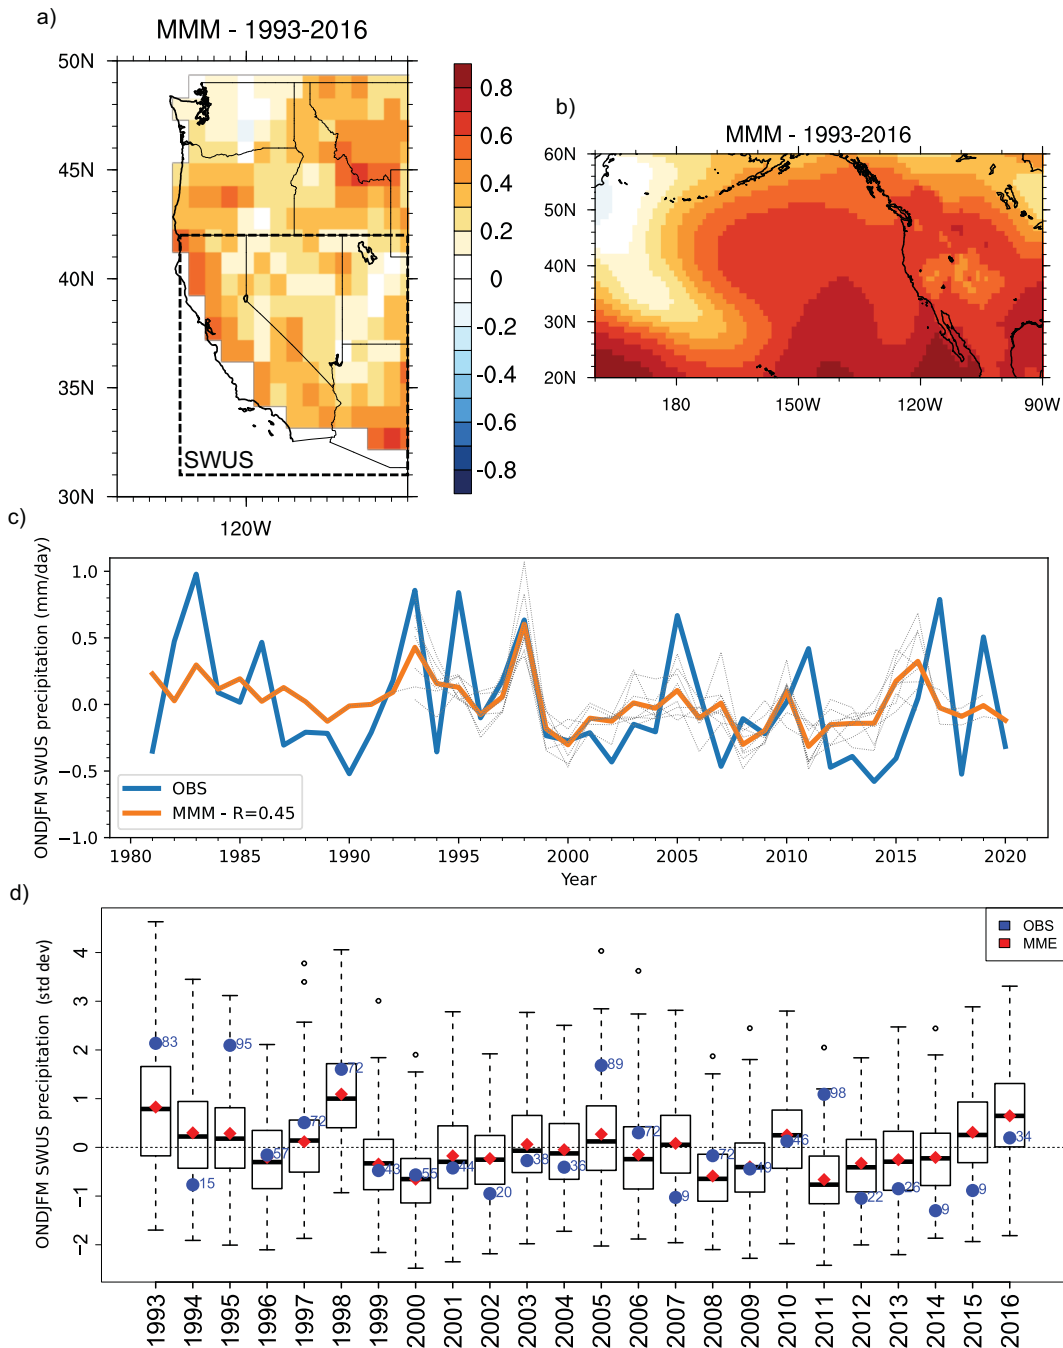 a)
MMM - 1993-2016
50N
45N
40N
35N
30N
120W
SWUS
0.8
0.6
0.4
0.2
0
-0.2
-0.4
-0.6
-0.8
b)
MMM - 1993-2016
60N
50N
40N
30N
20N
180 150W 120W 90W
c)
ONDJFM SWUS precipitation (mm/day)
1.0
0.5
0.0
−0.5
−1.0
OBS
MMM - R=0.45
1980 1985 1990 1995 2000 2005 2010 2015 2020
Year
d)
ONDJFM SWUS precipitation (std dev)
4
3
2
1
0
−1
−2
OBS
MME
83
15
95
57
72
72
43
55
44
20
38
36
89
72
9
72
49
46
98
22
26
9
9
34
1993 1994 1995 1996 1997 1998 1999 2000 2001 2002 2003 2004 2005 2006 2007 2008 2009 2010 2011 2012 2013 2014 2015 2016